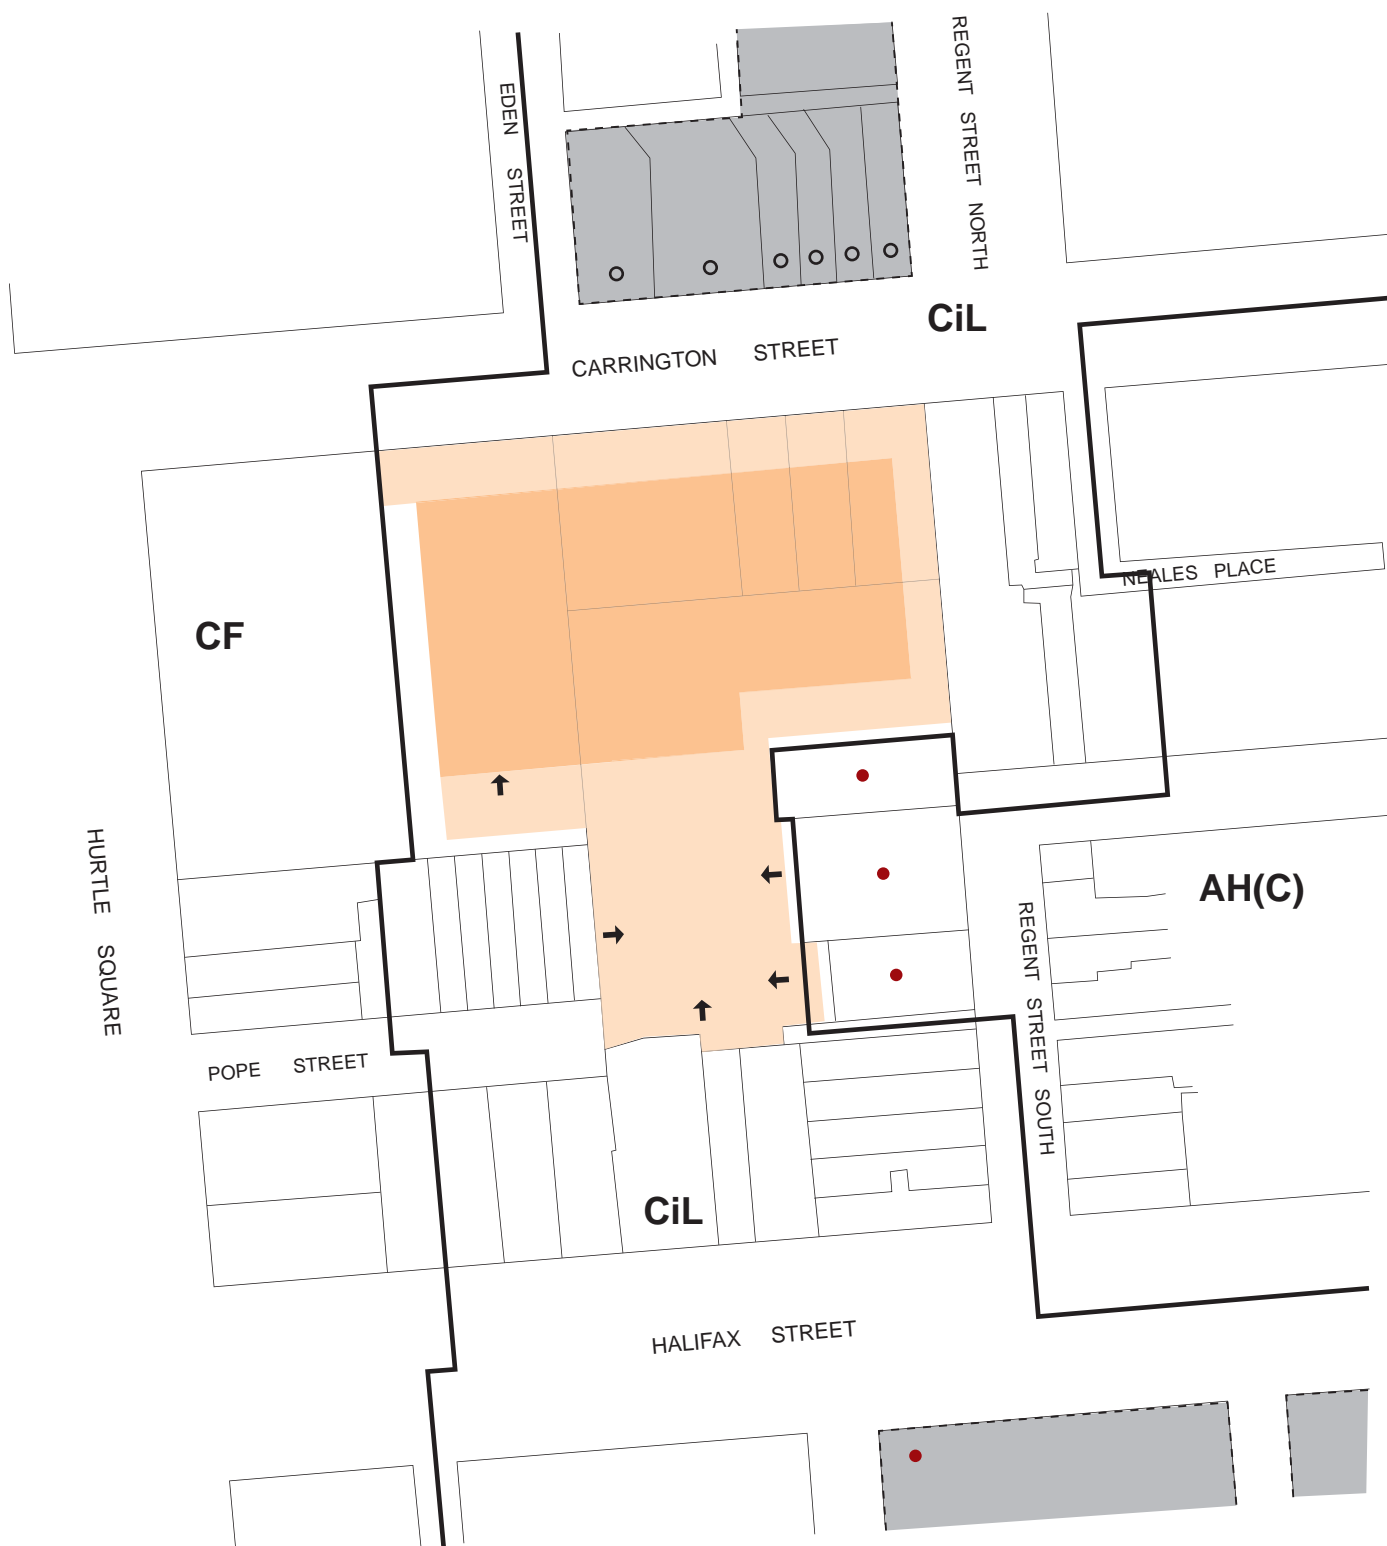 EDEN STREET
REGENT STREET NORTH
CiL
CARRINGTON STREET
NEALES PLACE
CF
HURTLE SQUARE
AH(C)
REGENT STREET SOUTH
POPE STREET
CiL
HALIFAX STREET